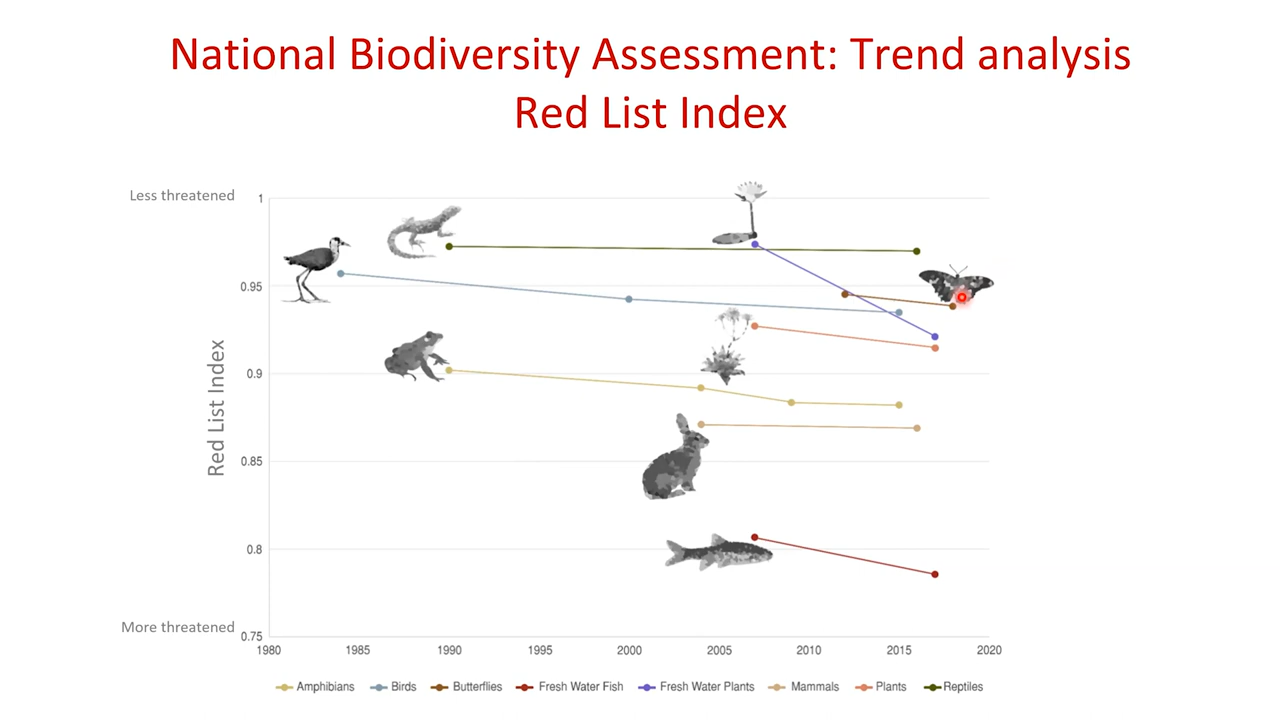 National Biodiversity Assessment: Trend analysis
Red List Index
Less threatened
1
0.95
0.9
0.85
0.8
0.75
More threatened
Red List Index
1980 1985 1990 1995 2000 2005 2010 2015 2020
Amphibians Birds Butterflies Fresh Water Fish Fresh Water Plants Mammals Plants Reptiles